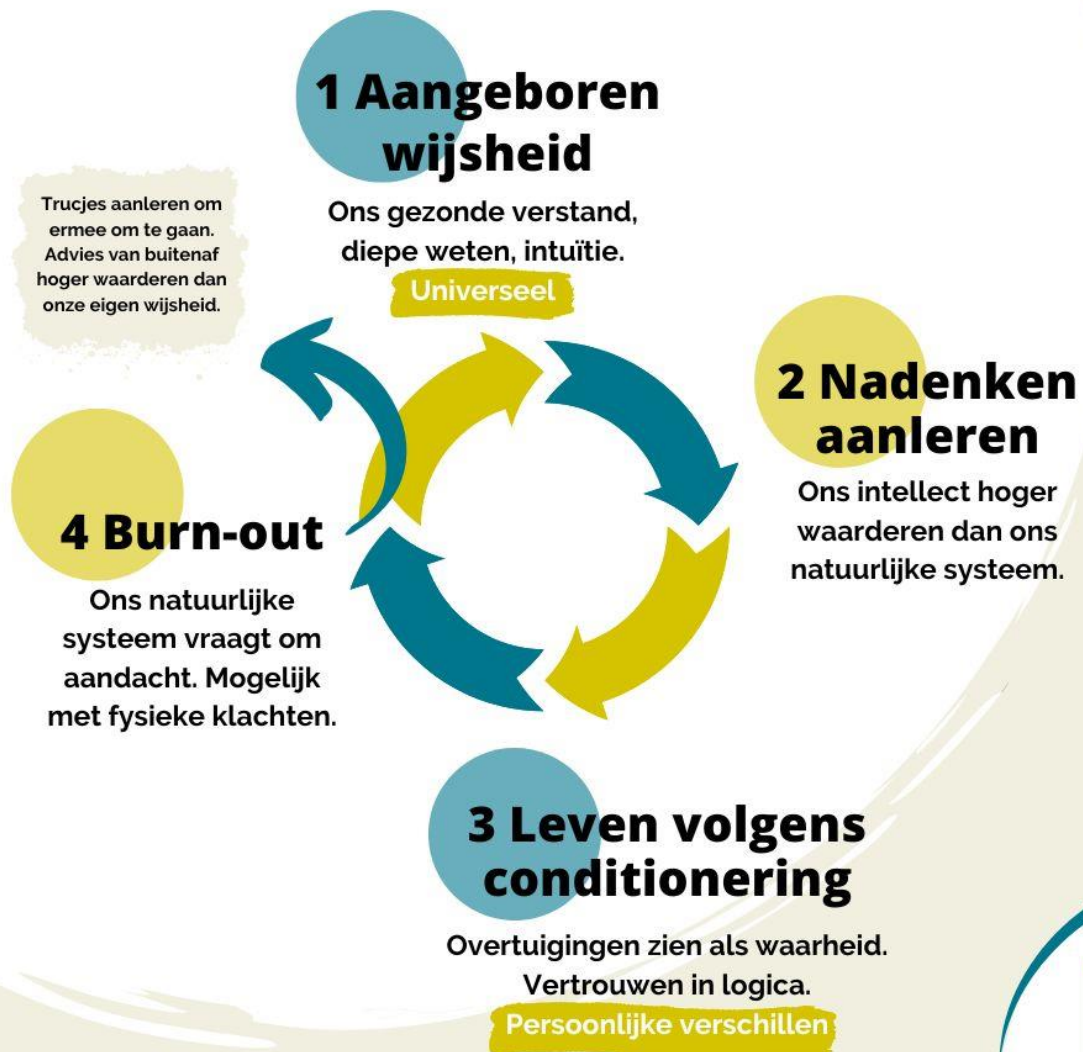 1 Aangeboren
wijsheid
Ons gezonde verstand,
diepe weten, intuïtie.
Universeel
Trucjes aanleren om
ermee om te gaan.
Advies van buitenaf
hoger waarderen dan
onze eigen wijsheid.
2 Nadenken
aanleren
Ons intellect hoger
waarderen dan ons
natuurlijke systeem.
4 Burn-out
Ons natuurlijke
systeem vraagt om
aandacht. Mogelijk
met fysieke klachten.
3 Leven volgens
conditionering
Overtuigingen zien als waarheid.
Vertrouwen in logica.
Persoonlijke verschillen